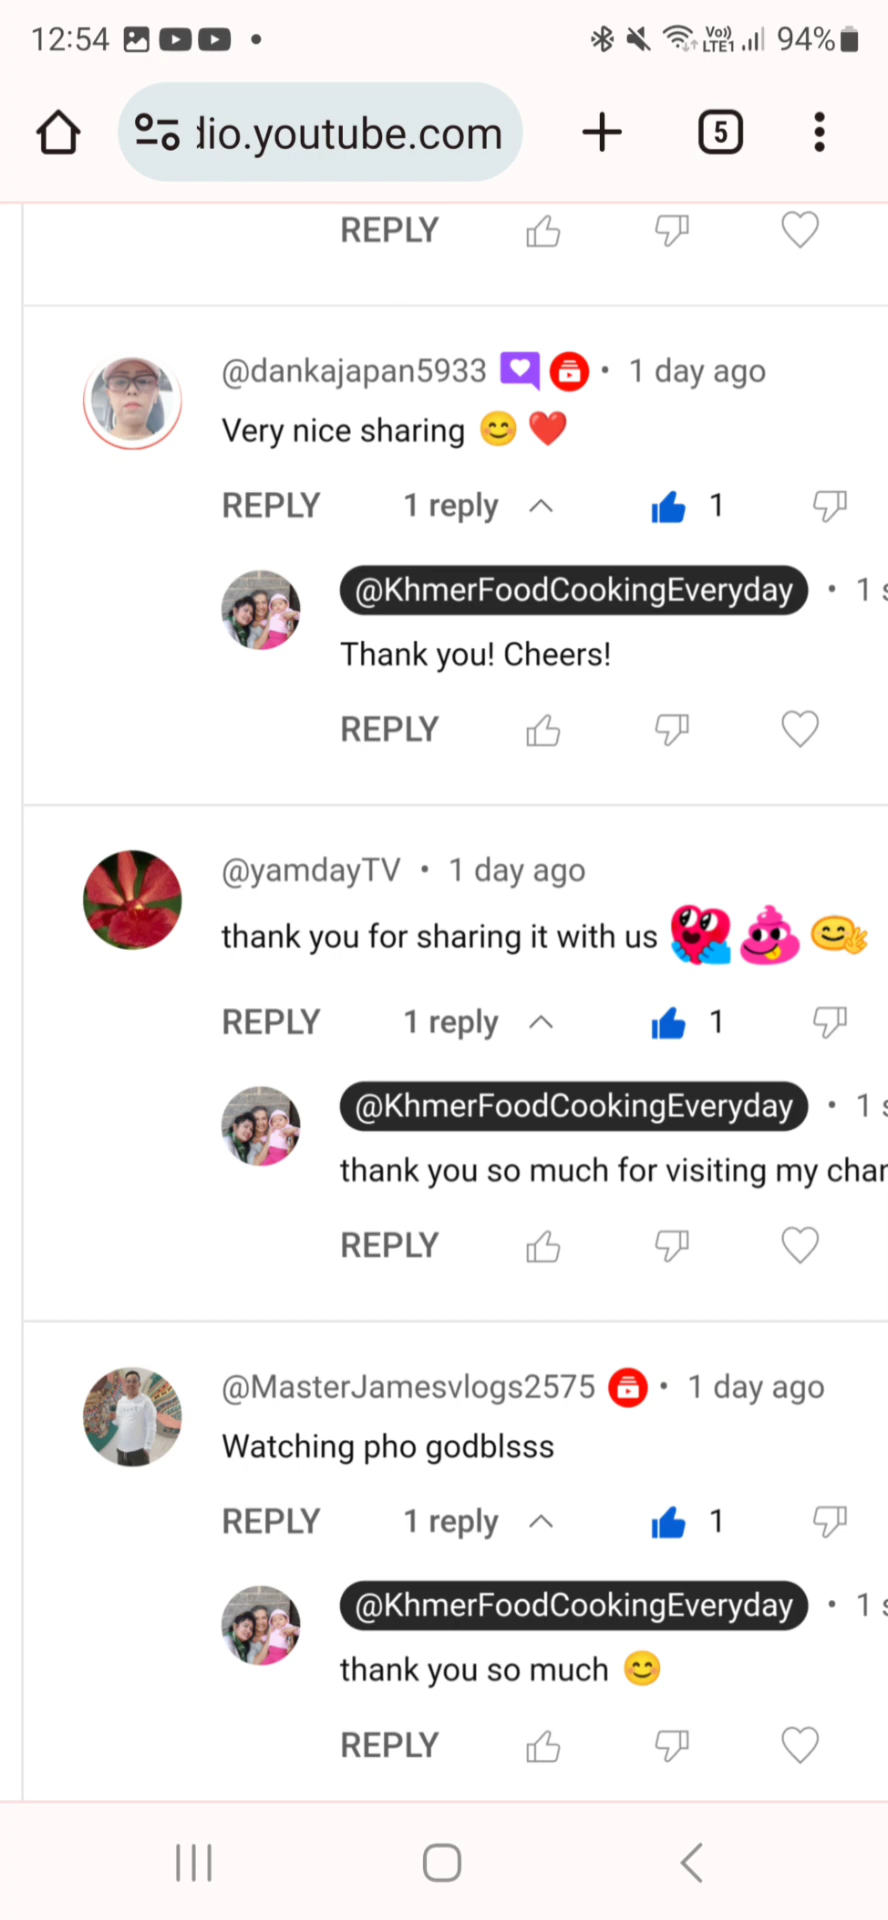 12:54 Vo)) LTE1 94%
dio.youtube.com 5
REPLY
@dankajapan5933 • 1 day ago
Very nice sharing 😊 ❤️
REPLY 1 reply 1
@KhmerFoodCookingEveryday • 1 s
Thank you! Cheers!
REPLY
@yamdayTV • 1 day ago
thank you for sharing it with us
REPLY 1 reply 1
@KhmerFoodCookingEveryday • 1 s
thank you so much for visiting my chan
REPLY
@MasterJamesvlogs2575 • 1 day ago
Watching pho godblsss
REPLY 1 reply 1
@KhmerFoodCookingEveryday • 1 s
thank you so much 😊
REPLY